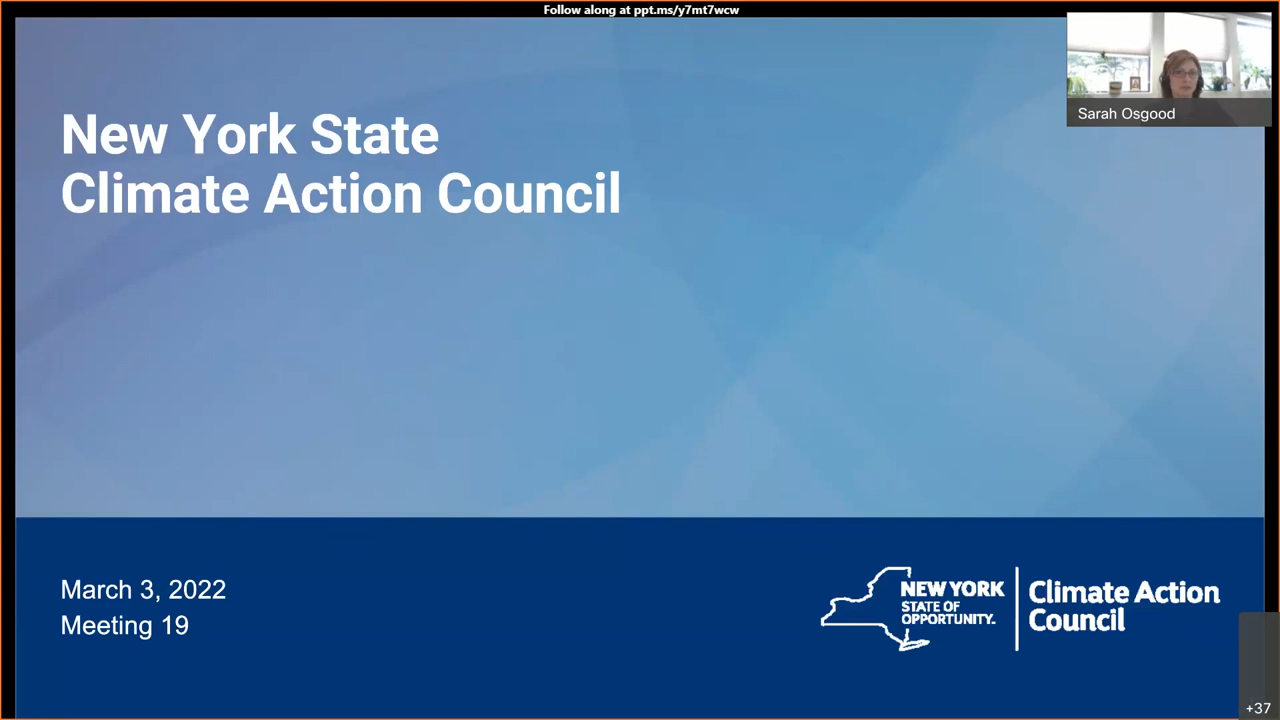 Follow along at ppt.ms/y7mt7wcw
Sarah Osgood
New York State
Climate Action Council
March 3, 2022
Meeting 19
NEW YORK
STATE OF
OPPORTUNITY.
Climate Action
Council
+37